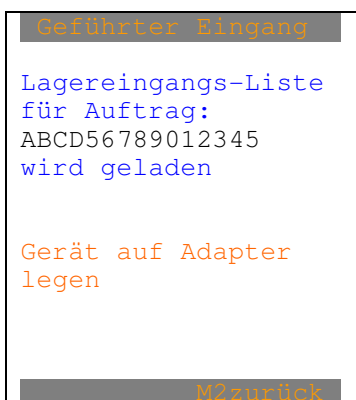 Geführter Eingang
Lagereingangs-Liste
für Auftrag:
ABCD56789012345
wird geladen
Gerät auf Adapter
legen
M2zurück